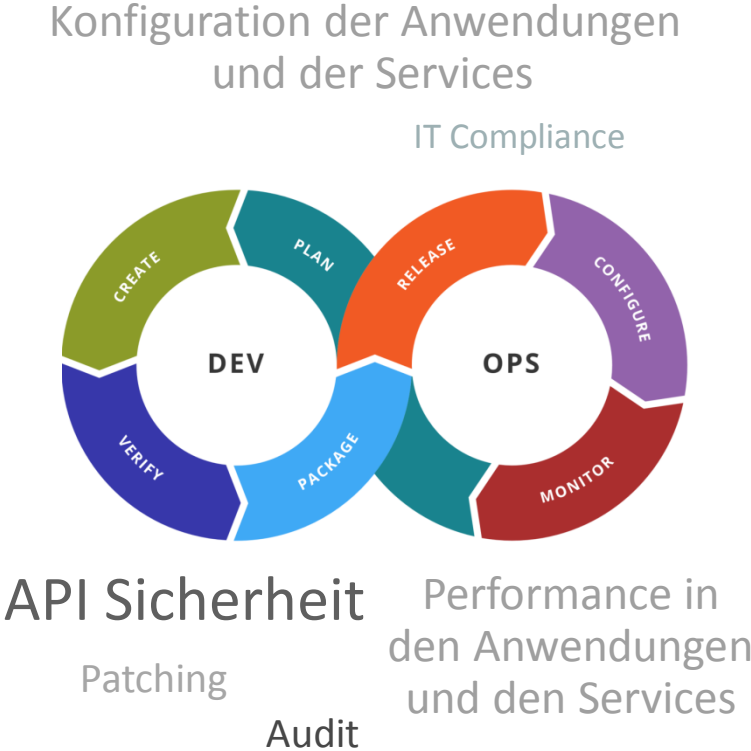 Konfiguration der Anwendungen
und der Services
IT Compliance
CREATE
PLAN
RELEASE
CONFIGURE
DEV
OPS
VERIFY
PACKAGE
MONITOR
API Sicherheit
Performance in
den Anwendungen
und den Services
Patching
Audit